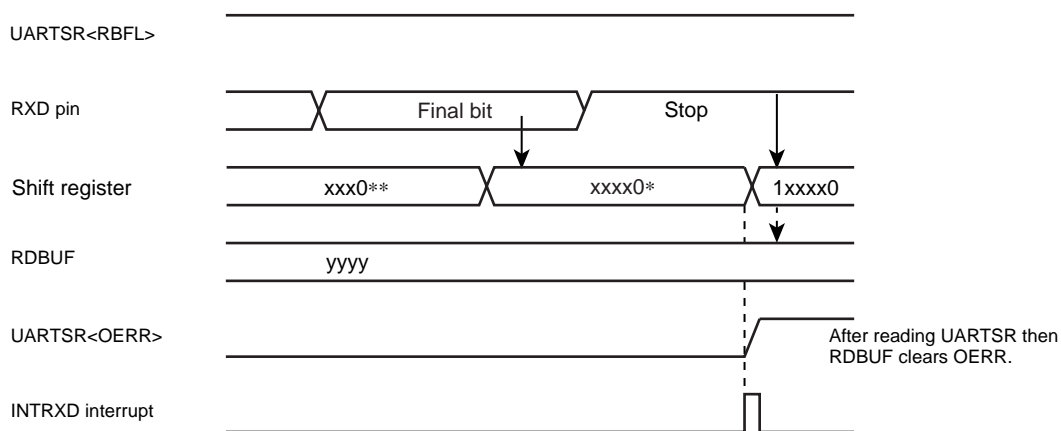 UARTSR<RBFL>
RXD pin
Final bit
Stop
Shift register
xxx0**
xxxx0*
1xxxx0
RDBUF
yyyy
UARTSR<OERR>
After reading UARTSR then
RDBUF clears OERR.
INTRXD interrupt